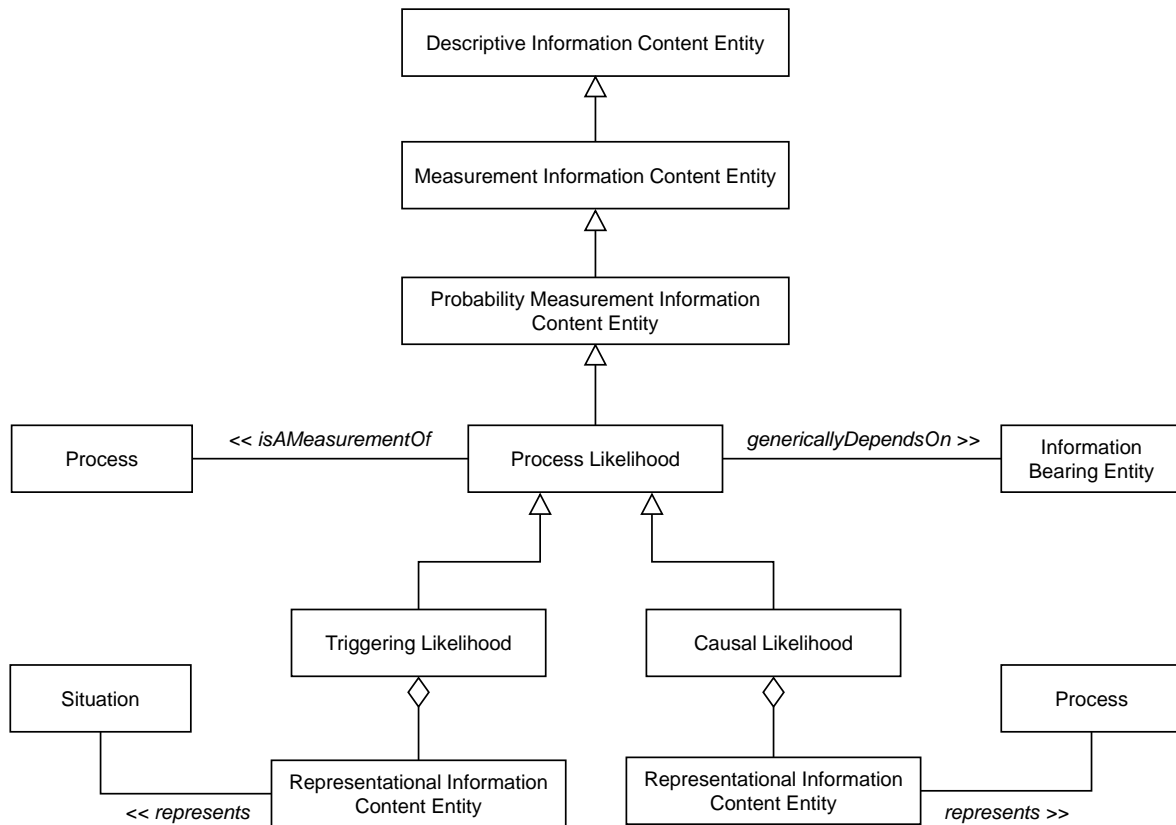 Descriptive Information Content Entity
Measurement Information Content Entity
Probability Measurement Information
Content Entity
Process
<< isAMeasurementOf
Process Likelihood
genericallyDependsOn >>
Information
Bearing Entity
Triggering Likelihood
Causal Likelihood
Situation
Process
Representational Information
Content Entity
Representational Information
Content Entity
<< represents
represents >>